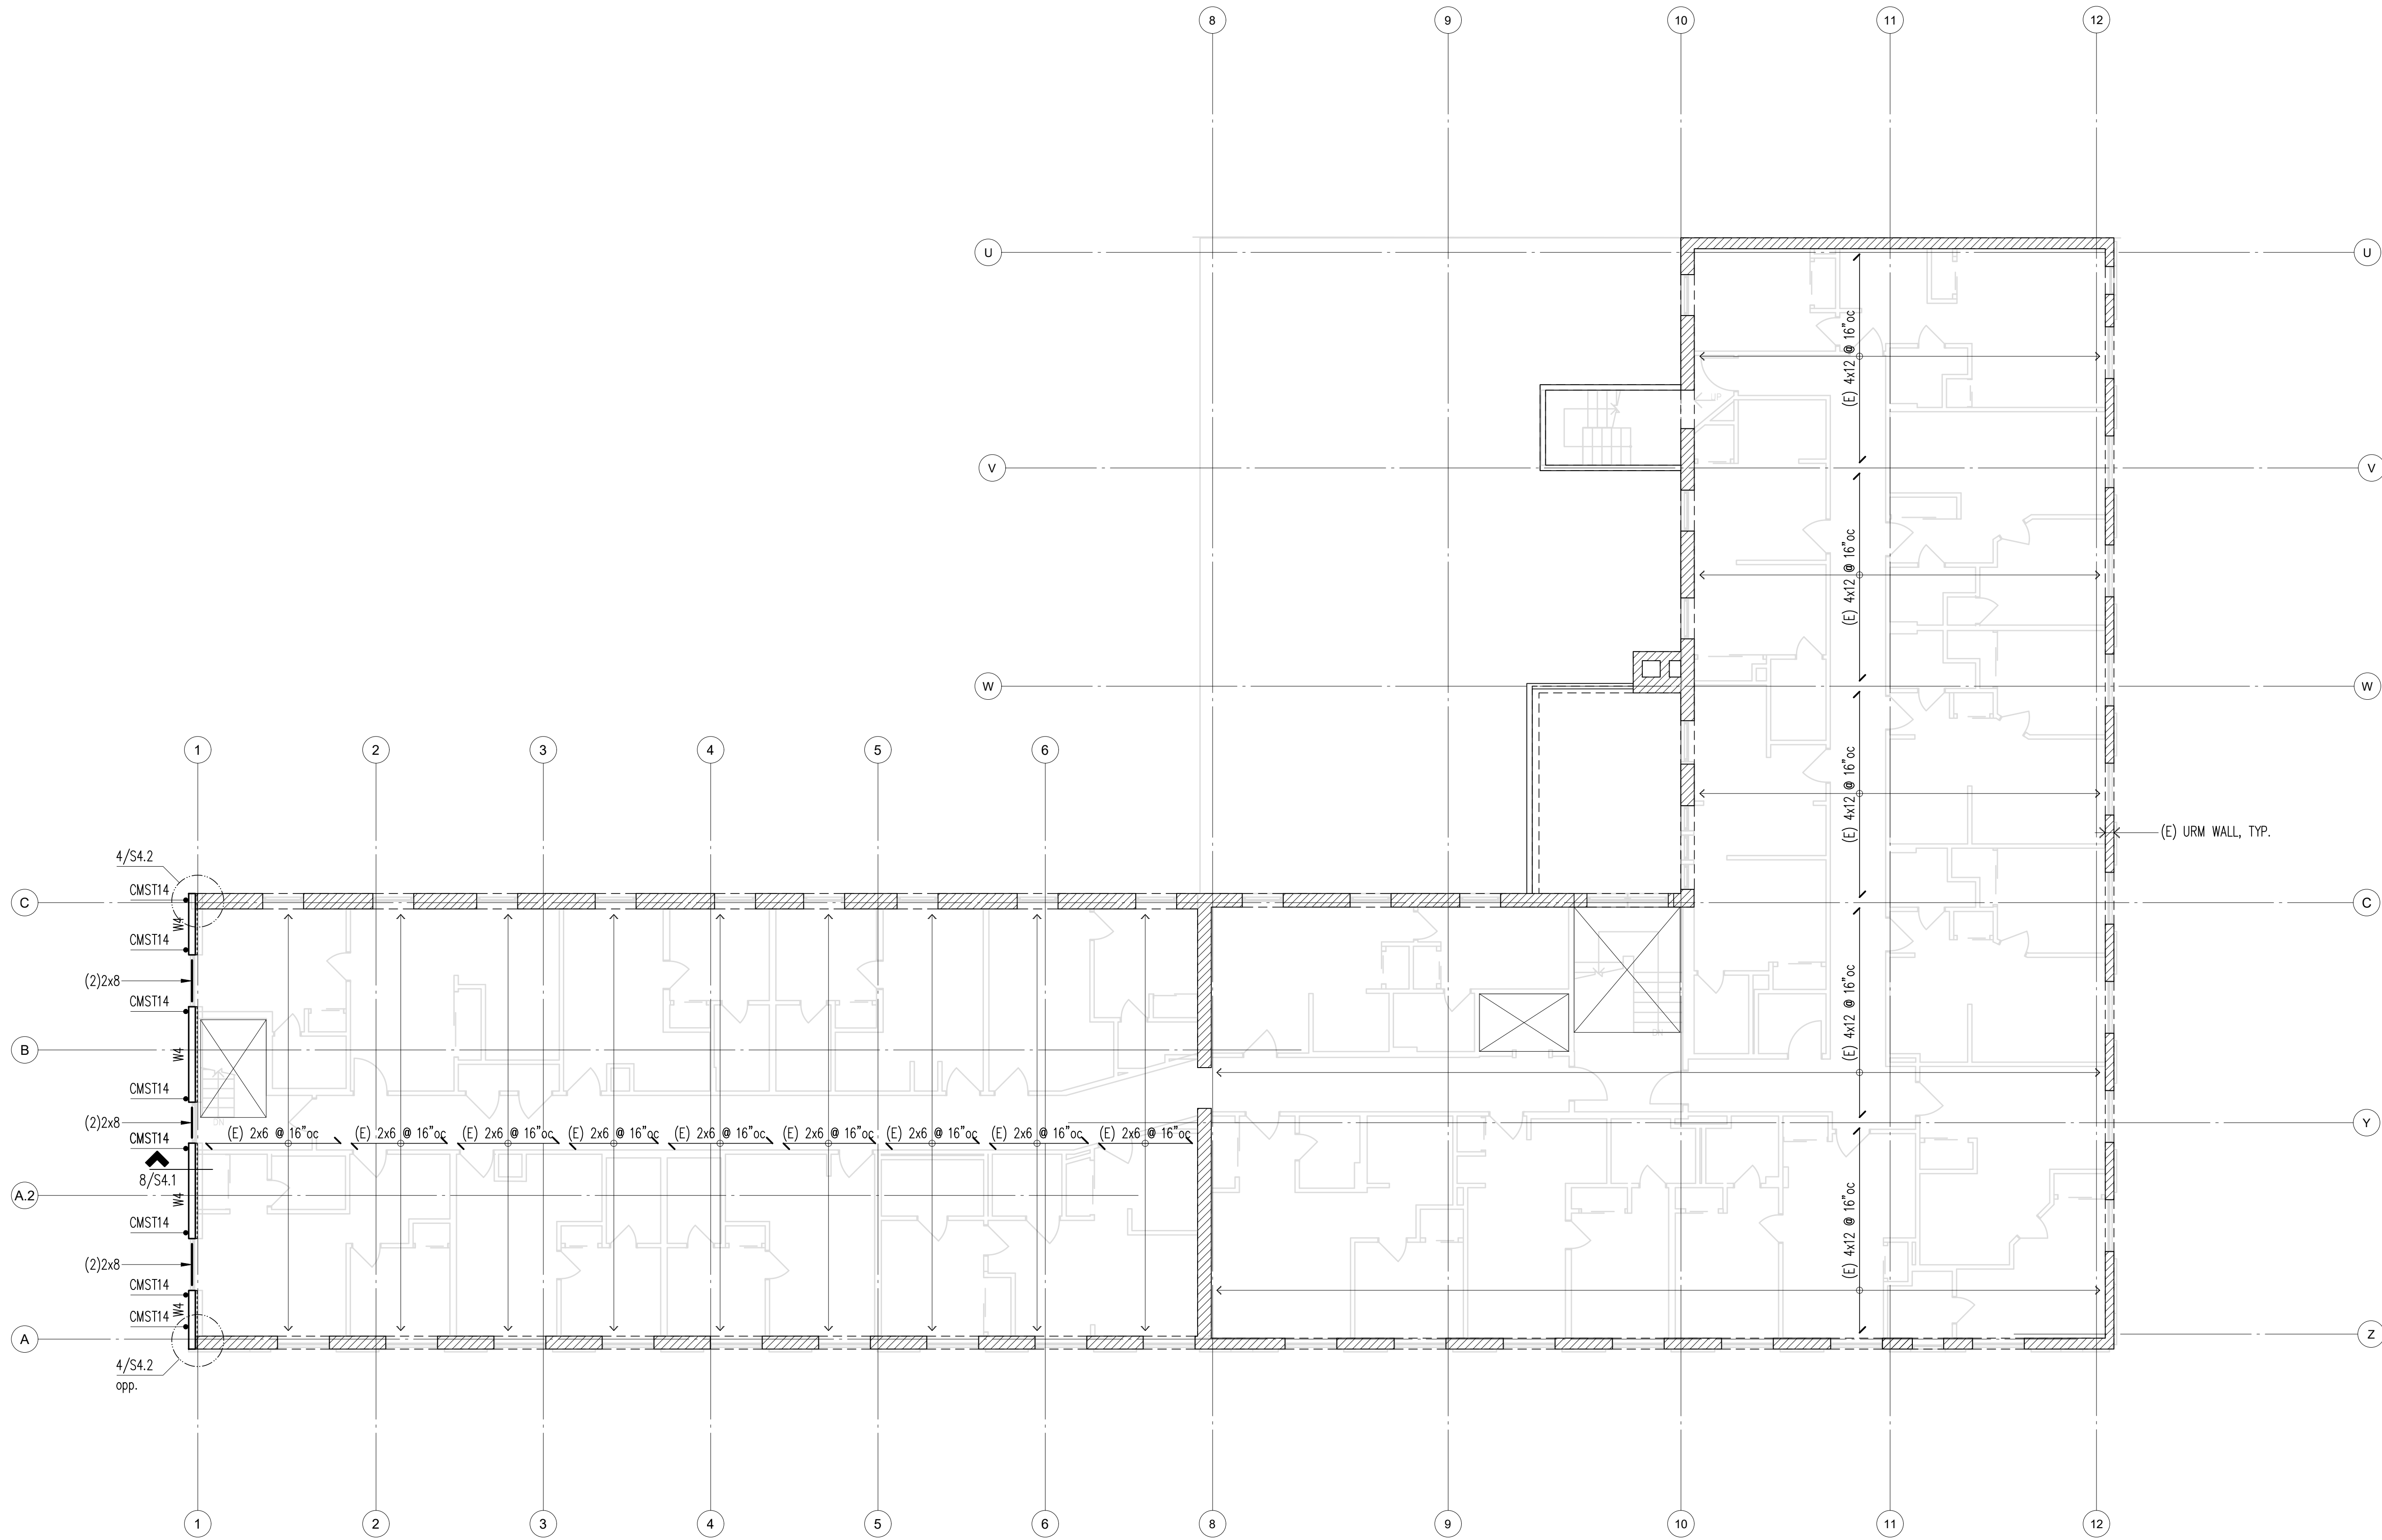 8
9
10
11
12
U
U
(E) 4x12 @ 16"oc
UP
V
V
(E) 4x12 @ 16"oc
W
W
1
2
3
4
5
6
(E) 4x12 @ 16"oc
(E) URM WALL, TYP.
4/S4.2
CMST14
C
C
W4
CMST14
(2)2x8
CMST14
(E) 4x12 @ 16"oc
DN
B
W4
CMST14
DN
(2)2x8
Y
(E) 2x6 @ 16"oc
(E) 2x6 @ 16"oc
(E) 2x6 @ 16"oc
(E) 2x6 @ 16"oc
(E) 2x6 @ 16"oc
(E) 2x6 @ 16"oc
(E) 2x6 @ 16"oc
(E) 2x6 @ 16"oc
(E) 2x6 @ 16"oc
CMST14
8/S4.1
A.2
W4
CMST14
(E) 4x12 @ 16"oc
(2)2x8
CMST14
W4
CMST14
A
Z
4/S4.2
opp.
1
2
3
4
5
6
8
9
10
11
12